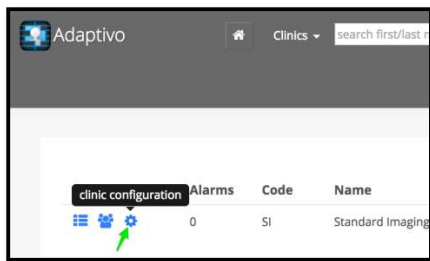 Adaptivo
Clinics
search first/last
clinic configuration
Alarms Code Name
0 SI Standard Imaging